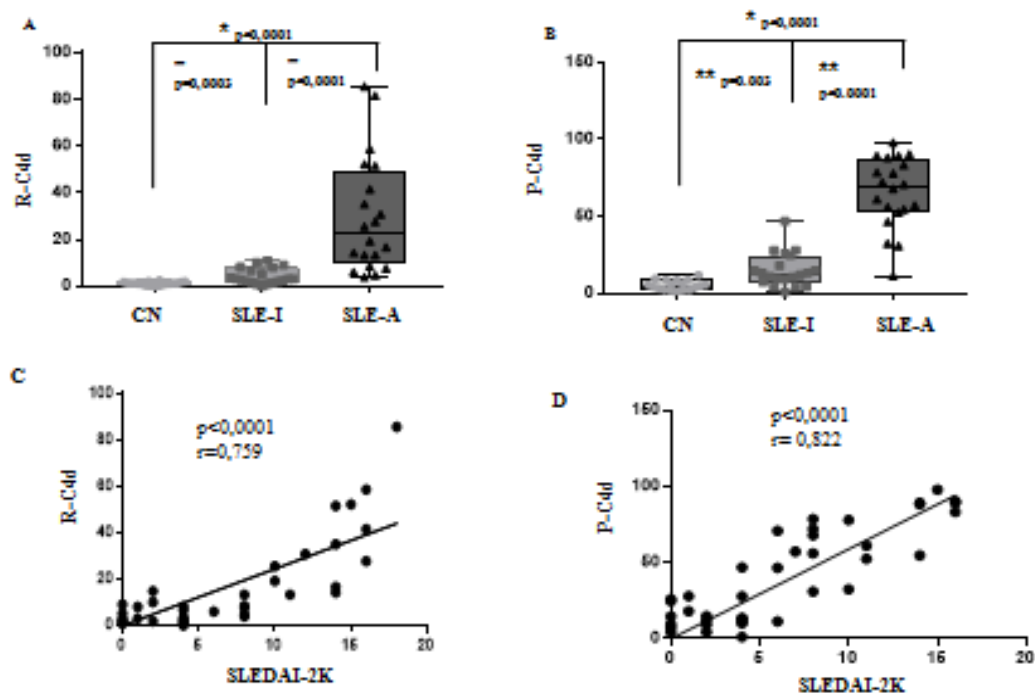 A
* p=0,0001
p=0,0003
p=0,0001
100
80
60
40
20
0
R-C4d
CN SLE-I SLE-A
B
* p=0,0001
** p=0.003
**
p=0.0001
150
100
50
0
P-C4d
CN SLE-I SLE-A
C
p<0,0001
r=0,759
100
80
60
40
20
0
R-C4d
0 5 10 15 20
SLEDAI-2K
D
p<0,0001
r= 0,822
150
100
50
0
P-C4d
0 5 10 15 20
SLEDAI-2K